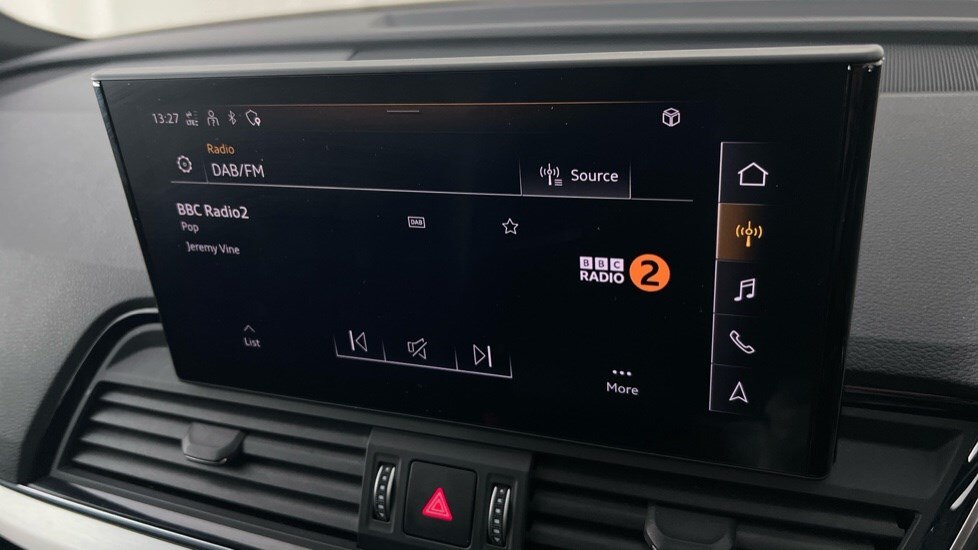 13:27
Radio
DAB/FM
Source
BBC Radio2
Pop
DAB
Jeremy Vine
BBC
RADIO 2
List
More